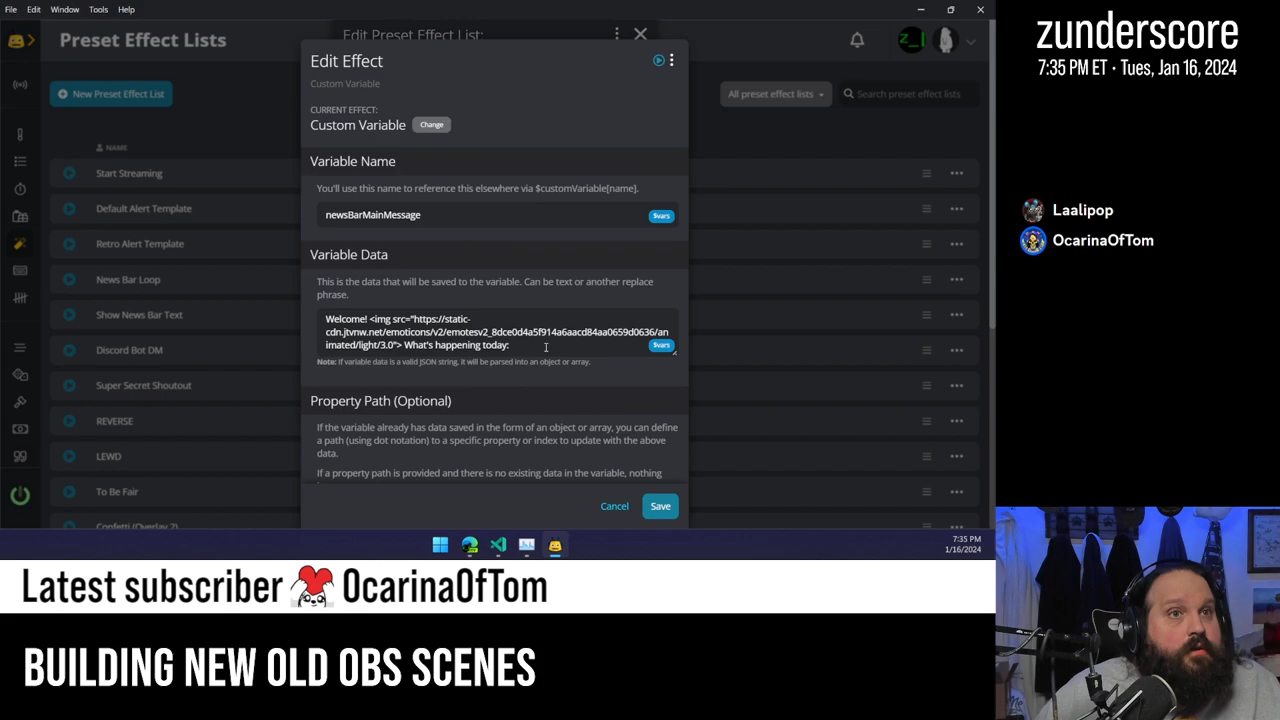 File Edit Window Tools Help
Preset Effect Lists
Edit Preset Effect List:
zunderscore
7:35 PM ET • Tues, Jan 16, 2024
New Preset Effect List
All preset effect lists
Search preset effect lists
NAME
Start Streaming
Default Alert Template
Retro Alert Template
News Bar Loop
Show News Bar Text
Discord Bot DM
Super Secret Shoutout
REVERSE
LEWD
To Be Fair
Confetti (Overlay 2)
Edit Effect
Custom Variable
CURRENT EFFECT:
Custom Variable Change
Variable Name
You'll use this name to reference this elsewhere via $customVariable[name].
newsBarMainMessage
$vars
Variable Data
This is the data that will be saved to the variable. Can be text or another replace
phrase.
Welcome! <img src="https://static-
cdn.jtvnw.net/emoticons/v2/emotesv2_8dce0d4a5f914a6aacd84aa0659d0636/an
imated/light/3.0"> What's happening today:
$vars
Note: If variable data is a valid JSON string, it will be parsed into an object or array.
Property Path (Optional)
If the variable already has data saved in the form of an object or array, you can define
a path (using dot notation) to a specific property or index to update with the above
data.
If a property path is provided and there is no existing data in the variable, nothing
Cancel Save
Laalipop
OcarinaOfTom
7:35 PM
1/16/2024
Latest subscriber OcarinaOfTom
BUILDING NEW OLD OBS SCENES